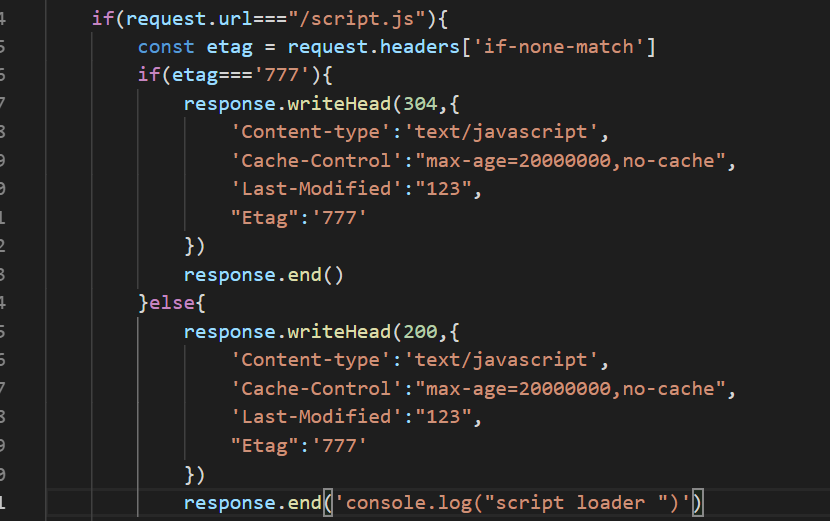 4 if(request.url==="/script.js"){
5 const etag = request.headers['if-none-match']
6 if(etag==='777'){
7 response.writeHead(304,{
8 'Content-type':'text/javascript',
9 'Cache-Control':"max-age=20000000,no-cache",
0 'Last-Modified':"123",
1 "Etag":'777'
2 })
3 response.end()
4 }else{
5 response.writeHead(200,{
6 'Content-type':'text/javascript',
7 'Cache-Control':"max-age=20000000,no-cache",
8 'Last-Modified':"123",
9 "Etag":'777'
0 })
1 response.end('console.log("script loader ")')